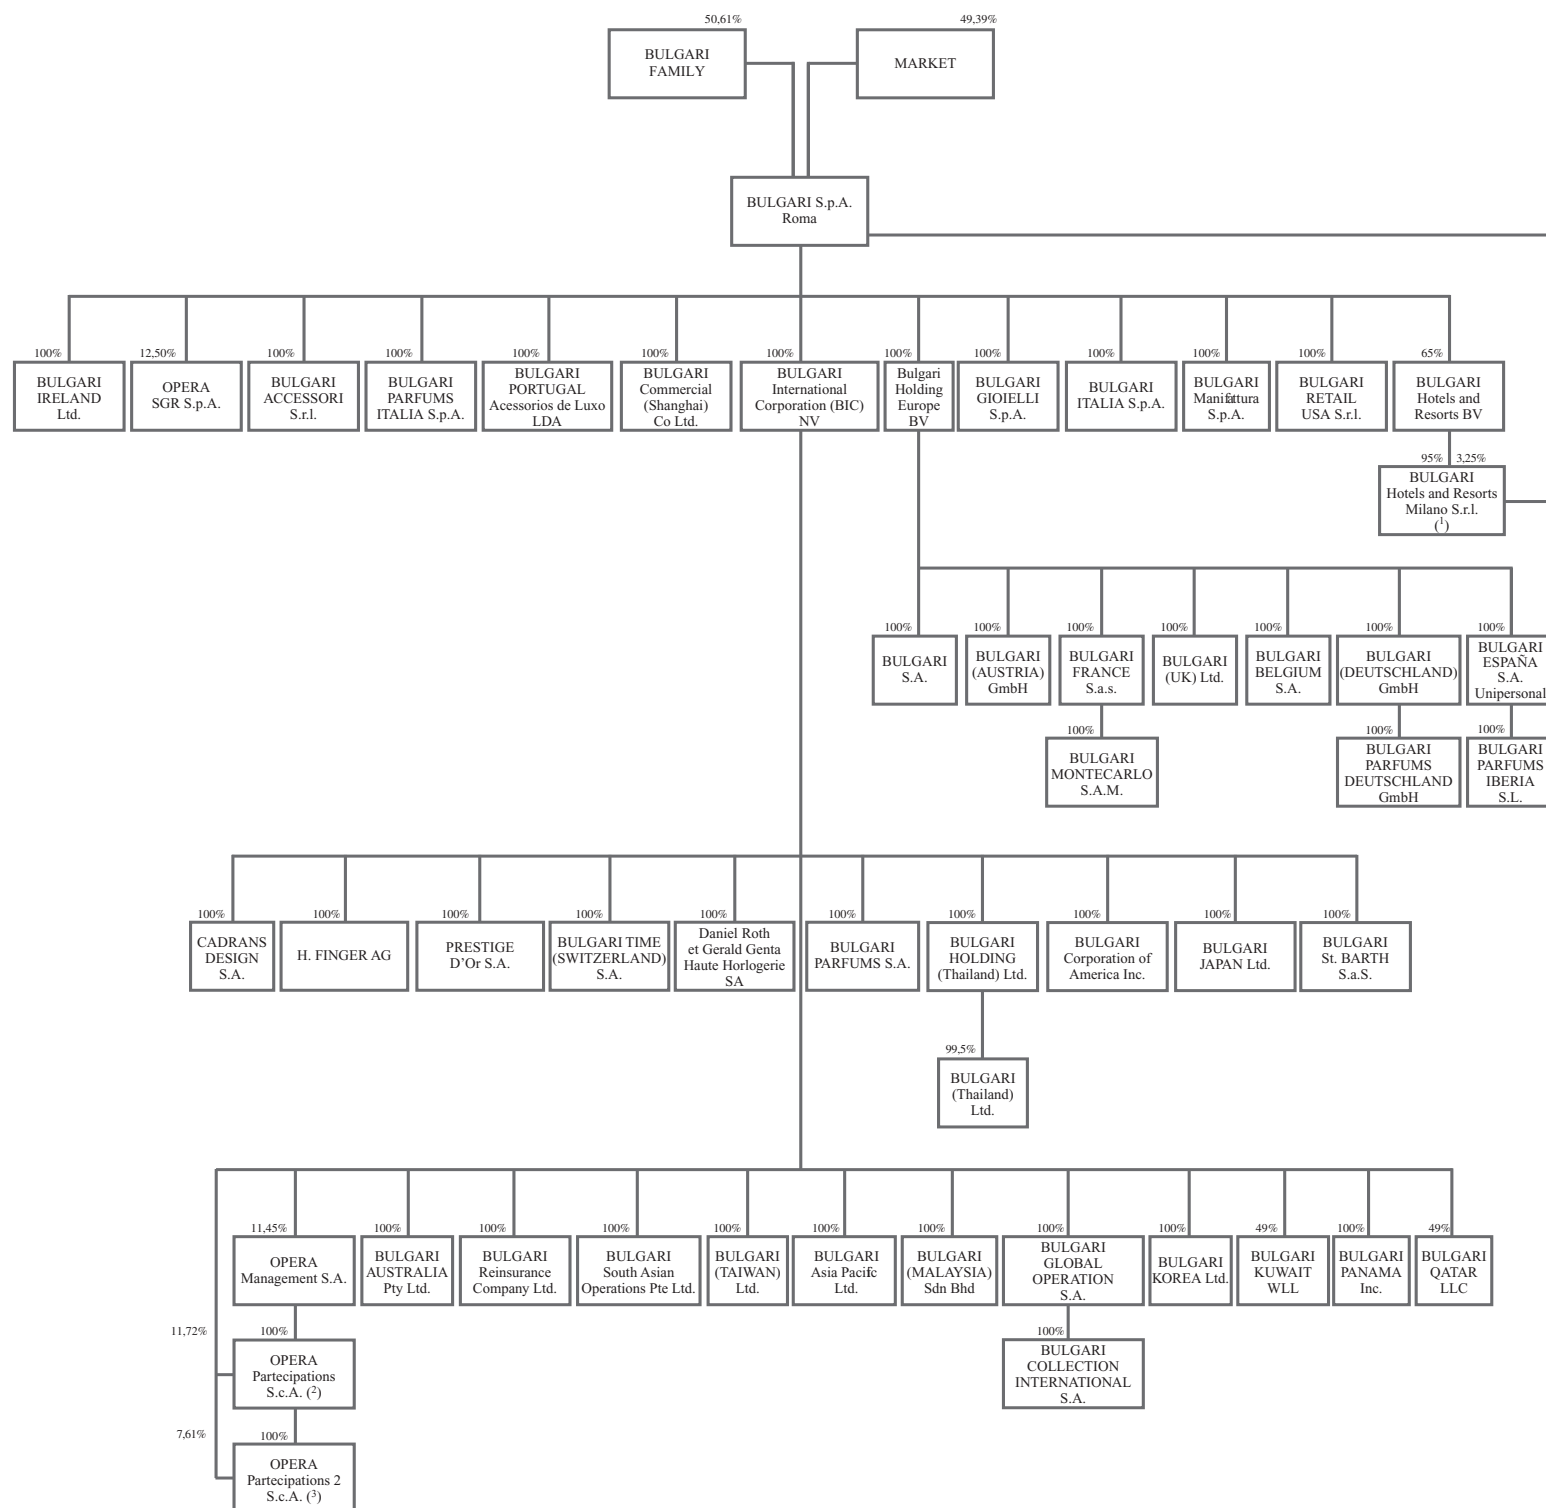 50,61%
BULGARI
FAMILY
49,39%
MARKET
BULGARI S.p.A.
Roma
100%
BULGARI
IRELAND
Ltd.
12,50%
OPERA
SGR S.p.A.
100%
BULGARI
ACCESSORI
S.r.l.
100%
BULGARI
PARFUMS
ITALIA S.p.A.
100%
BULGARI
PORTUGAL
Acessorios de Luxo
LDA
100%
BULGARI
Commercial
(Shanghai)
Co Ltd.
100%
BULGARI
International
Corporation (BIC)
NV
100%
Bulgari
Holding
Europe
BV
100%
BULGARI
GIOIELLI
S.p.A.
100%
BULGARI
ITALIA S.p.A.
100%
BULGARI
Manifattura
S.p.A.
100%
BULGARI
RETAIL
USA S.r.l.
65%
BULGARI
Hotels and
Resorts BV
95% 3,25%
BULGARI
Hotels and Resorts
Milano S.r.l.
(¹)
100%
BULGARI
S.A.
100%
BULGARI
(AUSTRIA)
GmbH
100%
BULGARI
FRANCE
S.a.s.
100%
BULGARI
(UK) Ltd.
100%
BULGARI
BELGIUM
S.A.
100%
BULGARI
(DEUTSCHLAND)
GmbH
100%
BULGARI
ESPAÑA
S.A.
Unipersonal
100%
BULGARI
MONTECARLO
S.A.M.
100%
BULGARI
PARFUMS
DEUTSCHLAND
GmbH
100%
BULGARI
PARFUMS
IBERIA
S.L.
100%
CADRANS
DESIGN
S.A.
100%
H. FINGER AG
100%
PRESTIGE
D’Or S.A.
100%
BULGARI TIME
(SWITZERLAND)
S.A.
100%
Daniel Roth
et Gerald Genta
Haute Horlogerie
SA
100%
BULGARI
PARFUMS S.A.
100%
BULGARI
HOLDING
(Thailand) Ltd.
100%
BULGARI
Corporation of
America Inc.
100%
BULGARI
JAPAN Ltd.
100%
BULGARI
St. BARTH
S.a.S.
99,5%
BULGARI
(Thailand)
Ltd.
11,45%
OPERA
Management S.A.
100%
BULGARI
AUSTRALIA
Pty Ltd.
100%
BULGARI
Reinsurance
Company Ltd.
100%
BULGARI
South Asian
Operations Pte Ltd.
100%
BULGARI
(TAIWAN)
Ltd.
100%
BULGARI
Asia Pacific
Ltd.
100%
BULGARI
(MALAYSIA)
Sdn Bhd
100%
BULGARI
GLOBAL
OPERATION
S.A.
100%
BULGARI
KOREA Ltd.
49%
BULGARI
KUWAIT
WLL
100%
BULGARI
PANAMA
Inc.
49%
BULGARI
QATAR
LLC
11,72%
100%
OPERA
Partecipations
S.c.A. (²)
100%
BULGARI
COLLECTION
INTERNATIONAL
S.A.
7,61%
100%
OPERA
Partecipations 2
S.c.A. (³)